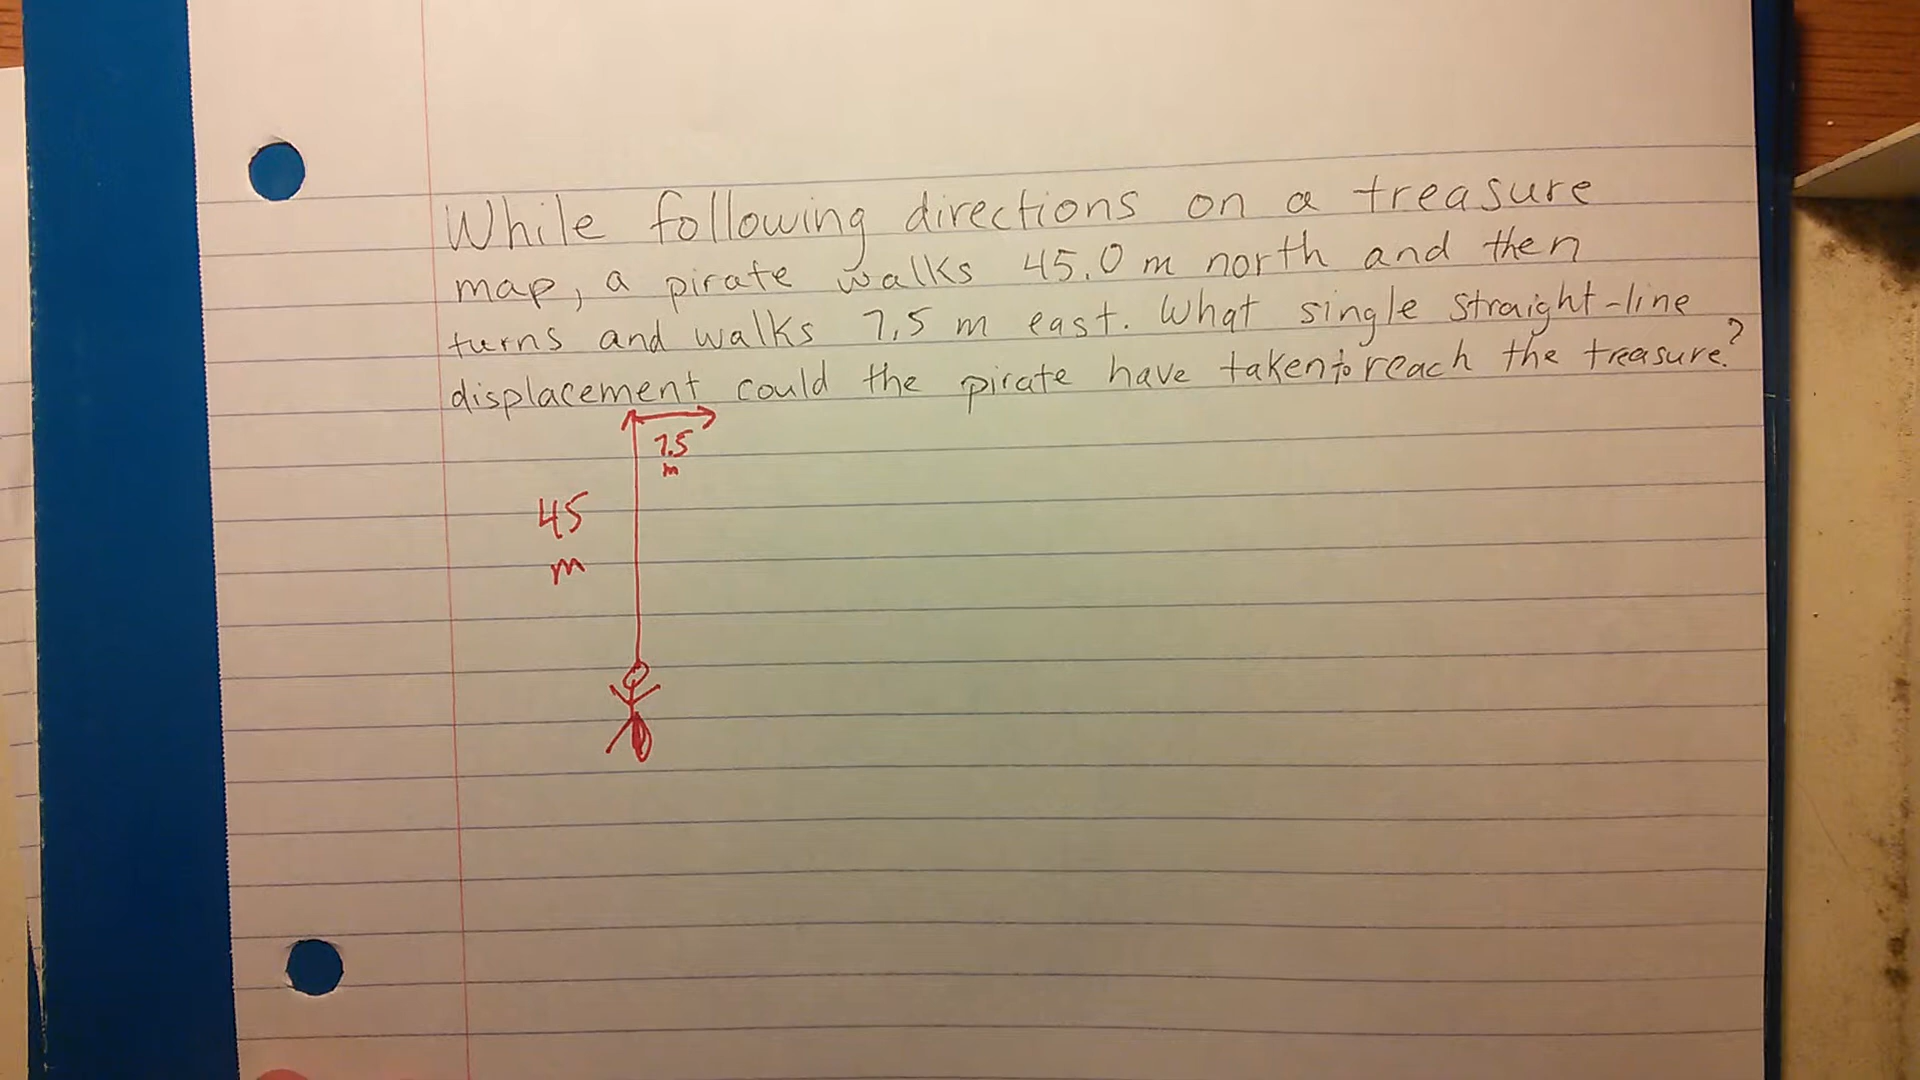 While following directions on a treasure
map, a pirate walks 45.0 m north and then
turns and walks 7.5 m east. What single straight-line
displacement could the pirate have taken to reach the treasure?
7.5
m
45
m